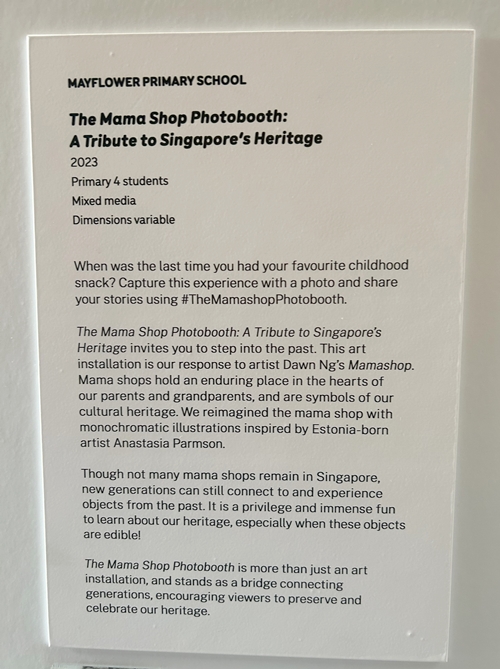 MAYFLOWER PRIMARY SCHOOL
The Mama Shop Photobooth:
A Tribute to Singapore's Heritage
2023
Primary 4 students
Mixed media
Dimensions variable
When was the last time you had your favourite childhood
snack? Capture this experience with a photo and share
your stories using #TheMamashopPhotobooth.
The Mama Shop Photobooth: A Tribute to Singapore's
Heritage invites you to step into the past. This art
installation is our response to artist Dawn Ng's Mamashop.
Mama shops hold an enduring place in the hearts of
our parents and grandparents, and are symbols of our
cultural heritage. We reimagined the mama shop with
monochromatic illustrations inspired by Estonia-born
artist Anastasia Parmson.
Though not many mama shops remain in Singapore,
new generations can still connect to and experience
objects from the past. It is a privilege and immense fun
to learn about our heritage, especially when these objects
are edible!
The Mama Shop Photobooth is more than just an art
installation, and stands as a bridge connecting
generations, encouraging viewers to preserve and
celebrate our heritage.